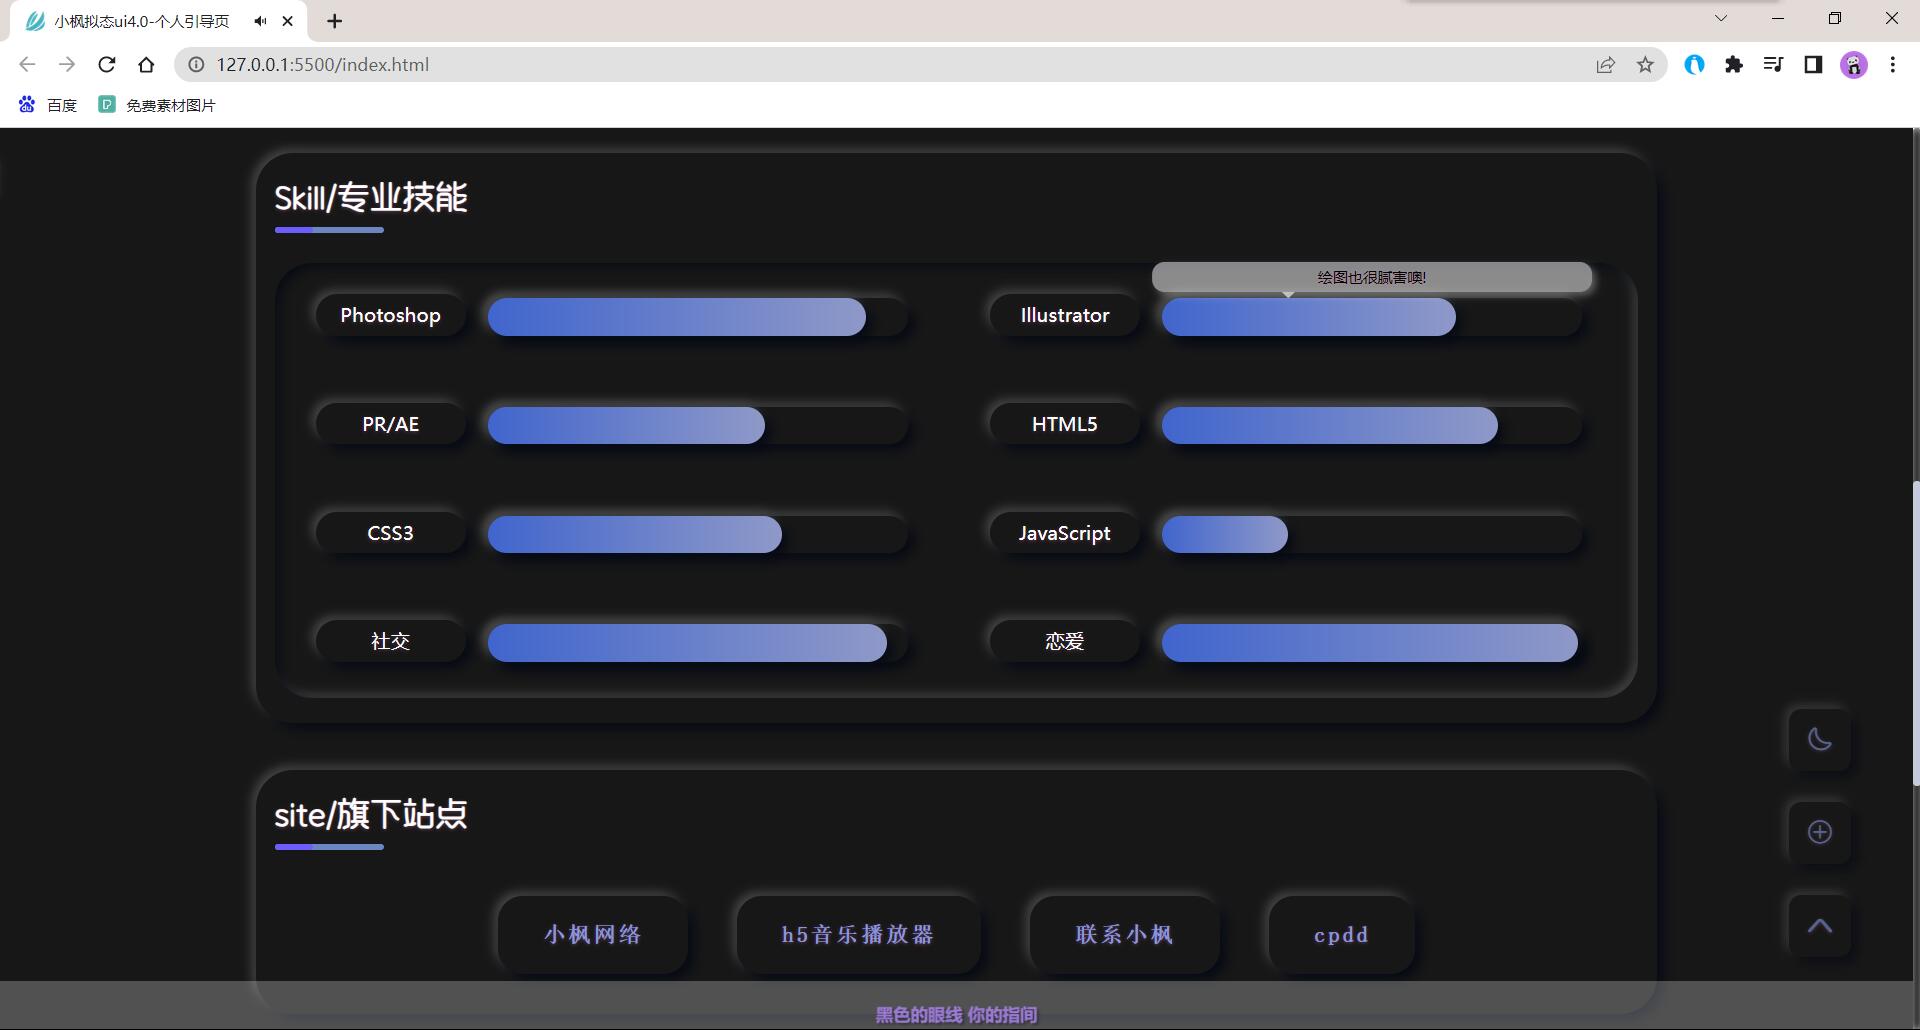 小枫拟态ui4.0-个人引导页
127.0.0.1:5500/index.html
百度 免费素材图片
Skill/专业技能
绘图也很腻害噢!
Photoshop
Illustrator
PR/AE
HTML5
CSS3
JavaScript
社交
恋爱
site/旗下站点
小枫网络
h5音乐播放器
联系小枫
cpdd
黑色的眼线 你的指间